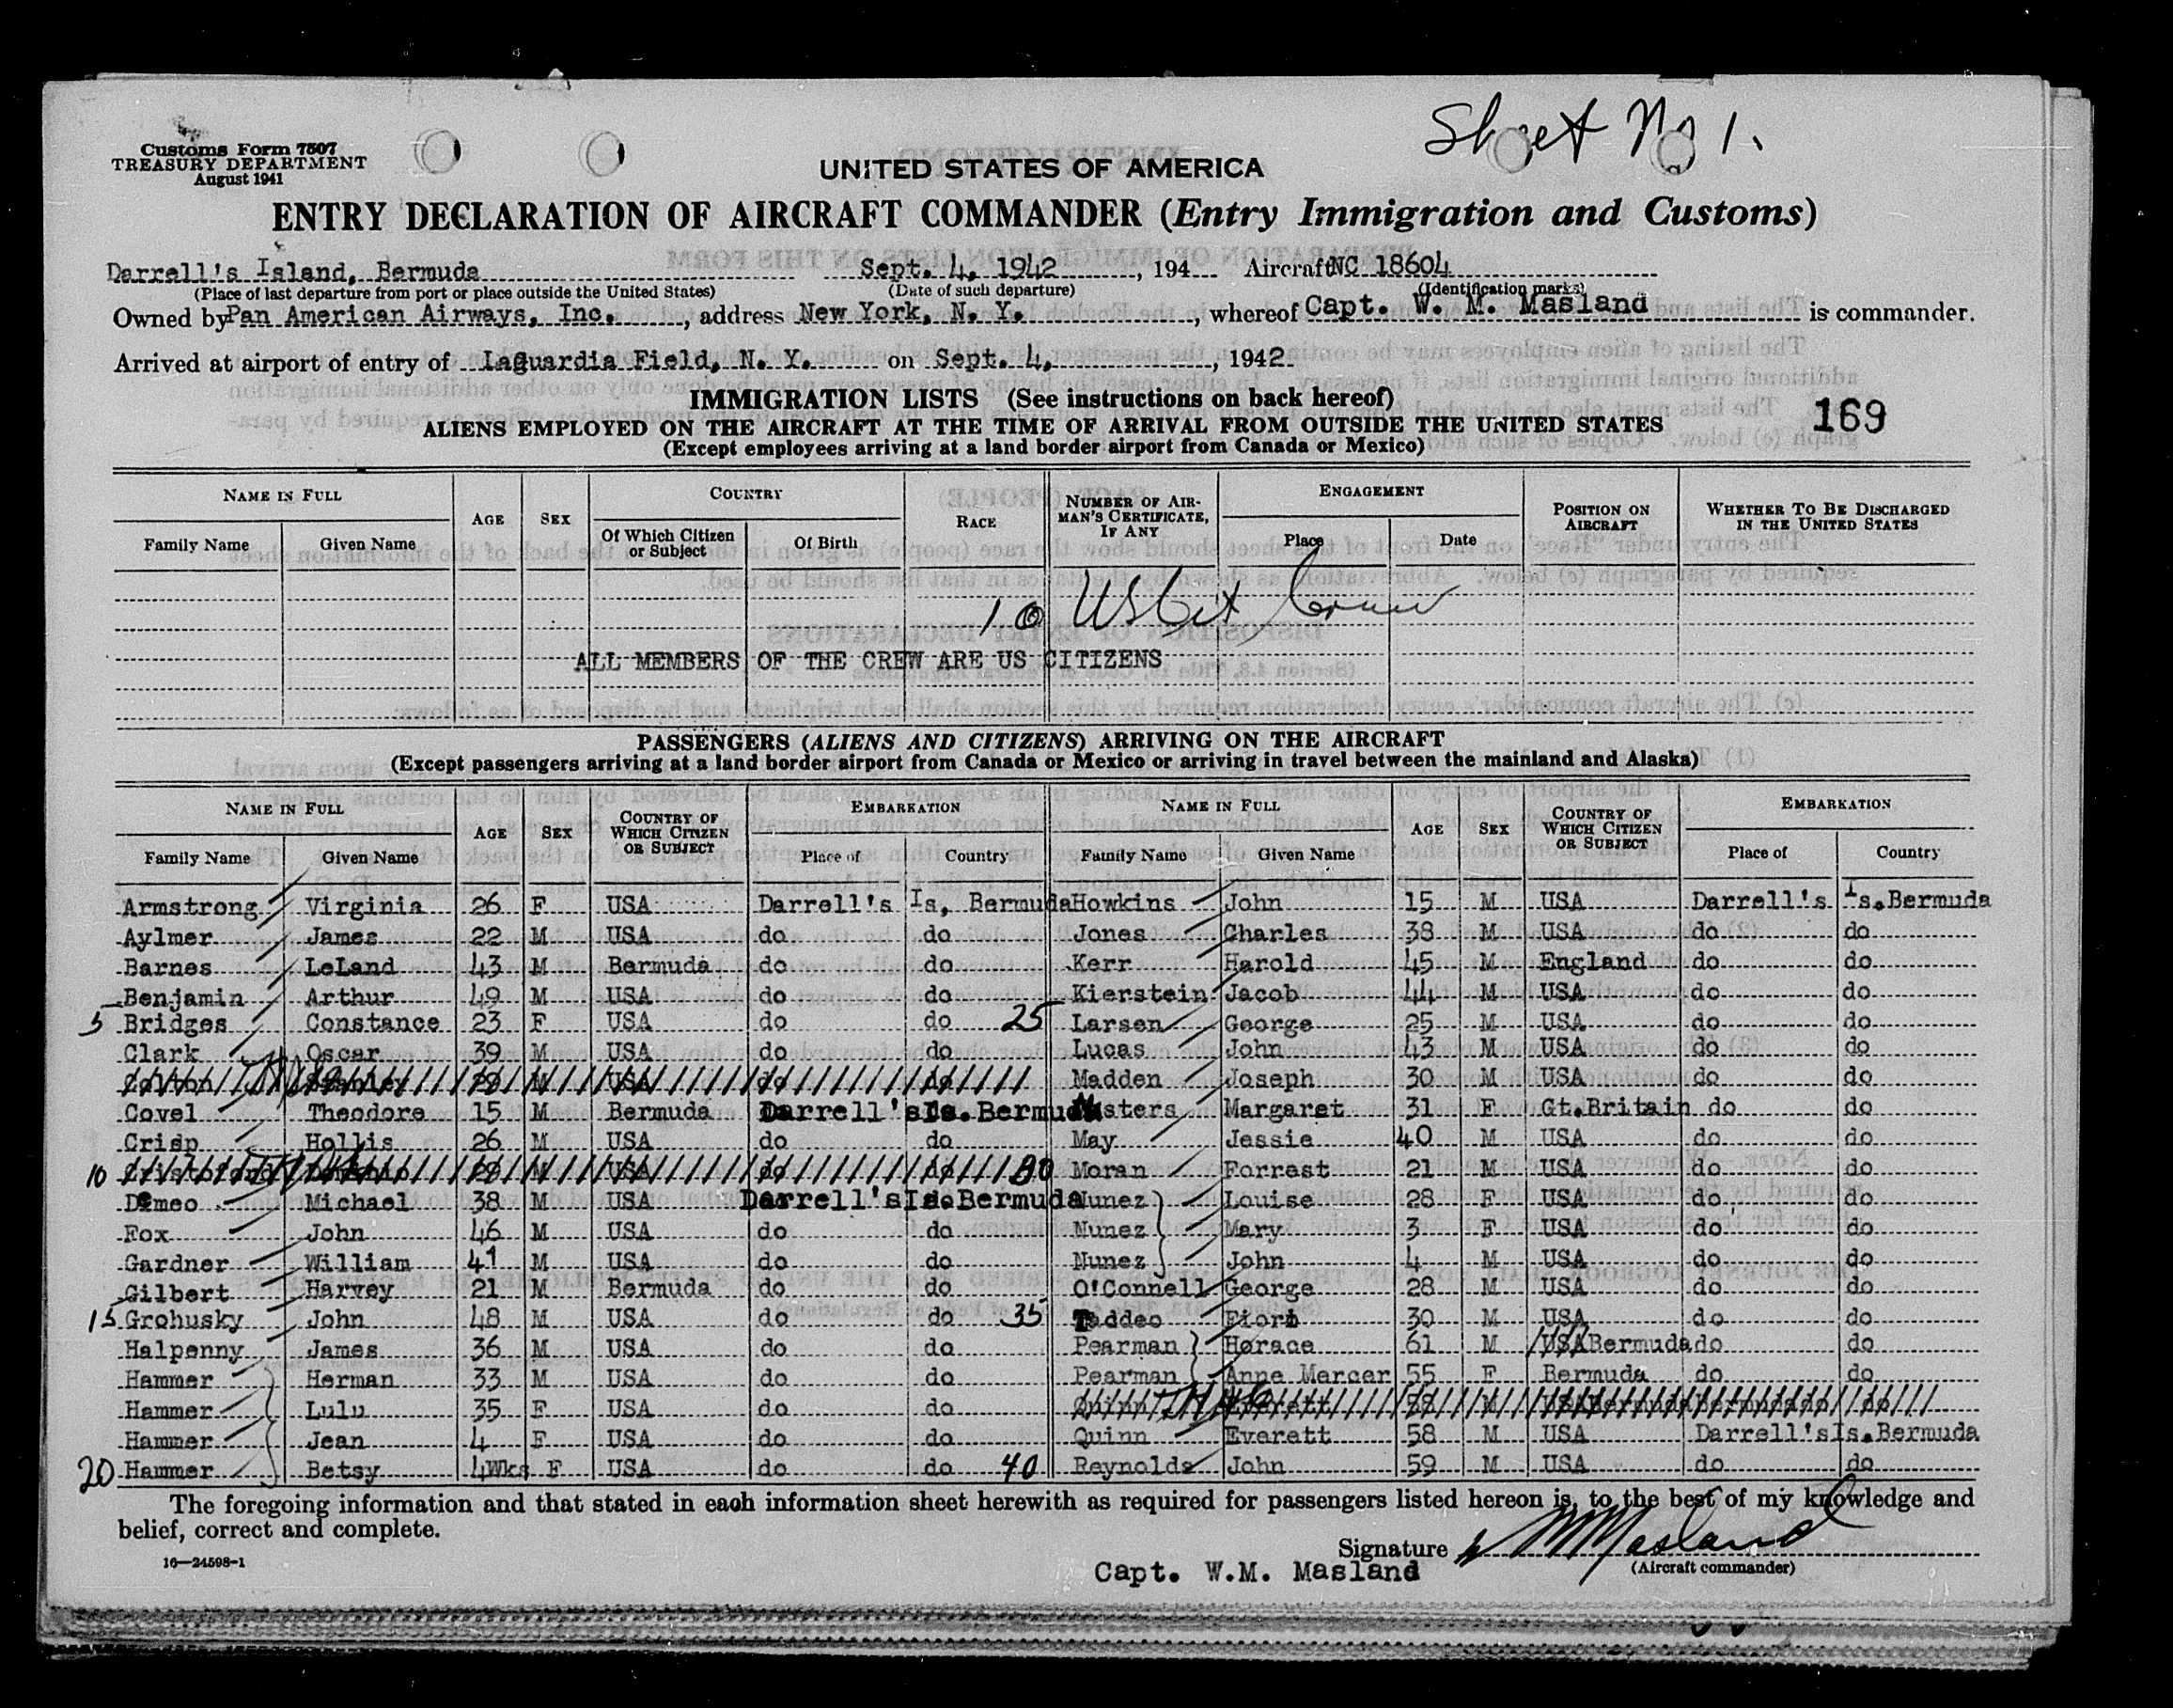 Sheet No 1.
Customs Form 7507
TREASURY DEPARTMENT
August 1941
UNITED STATES OF AMERICA
ENTRY DECLARATION OF AIRCRAFT COMMANDER (Entry Immigration and Customs)
Darrell's Island, Bermuda Sept. 4, 1942, 194 Aircraft NC 18604
(Place of last departure from port or place outside the United States) (Date of such departure) (Identification marks)
Owned by Pan American Airways, Inc., address New York, N. Y., whereof Capt. W. M. Masland is commander.
Arrived at airport of entry of Laguardia Field, N. Y. on Sept. 4, 1942
IMMIGRATION LISTS (See instructions on back hereof)
169
ALIENS EMPLOYED ON THE AIRCRAFT AT THE TIME OF ARRIVAL FROM OUTSIDE THE UNITED STATES
(Except employees arriving at a land border airport from Canada or Mexico)
NAME IN FULL AGE SEX COUNTRY RACE NUMBER OF AIRMAN'S CERTIFICATE, IF ANY ENGAGEMENT POSITION ON AIRCRAFT WHETHER TO BE DISCHARGED IN THE UNITED STATES
Family Name Given Name Of Which Citizen or Subject Of Birth Place Date
10 US Cit Crew
ALL MEMBERS OF THE CREW ARE US CITIZENS
PASSENGERS (ALIENS AND CITIZENS) ARRIVING ON THE AIRCRAFT
(Except passengers arriving at a land border airport from Canada or Mexico or arriving in travel between the mainland and Alaska)
NAME IN FULL AGE SEX COUNTRY OF WHICH CITIZEN OR SUBJECT EMBARKATION NAME IN FULL AGE SEX COUNTRY OF WHICH CITIZEN OR SUBJECT EMBARKATION
Family Name Given Name Place of Country Family Name Given Name Place of Country
Armstrong Virginia 26 F USA Darrell's Is, Bermuda Howkins John 15 M USA Darrell's Is. Bermuda
Aylmer James 22 M USA do do Jones Charles 38 M USA do do
Barnes LeLand 43 M Bermuda do do Kerr Harold 45 M England do do
Benjamin Arthur 49 M USA do do Kierstein Jacob 44 M USA do do
5 Bridges Constance 23 F USA do do 25 Larsen George 25 M USA do do
Clark Oscar 39 M USA do do Lucas John 43 M USA do do
USA do do Madden Joseph 30 M USA do do
Covel Theodore 15 M Bermuda Darrell's Is. Bermuda Masters Margaret 31 F Gt. Britain do do
Crisp Hollis 26 M USA do do May Jessie 40 M USA do do
10 M USA do do 30 Moran Forrest 21 M USA do do
Demeo Michael 38 M USA Darrell's Is. Bermuda Nunez Louise 28 F USA do do
Fox John 46 M USA do do Nunez Mary 3 F USA do do
Gardner William 41 M USA do do Nunez John 4 M USA do do
Gilbert Harvey 21 M Bermuda do do O'Connell George 28 M USA do do
15 Grohusky John 48 M USA do do 35 Taddeo Fiori 30 M USA do do
Halpenny James 36 M USA do do Pearman Horace 61 M USA Bermuda do do
Hammer Herman 33 M USA do do Pearman Anne Mercer 55 F Bermuda do do
Hammer Lulu 35 F USA do do Quinn Everett
Hammer Jean 4 F USA do do Quinn Everett 58 M USA Darrell's Is. Bermuda
20 Hammer Betsy 4Wks F USA do do 40 Reynolds John 59 M USA do do
The foregoing information and that stated in each information sheet herewith as required for passengers listed hereon is, to the best of my knowledge and
belief, correct and complete.
Signature W M Masland
16—24598-1
Capt. W.M. Masland (Aircraft commander)